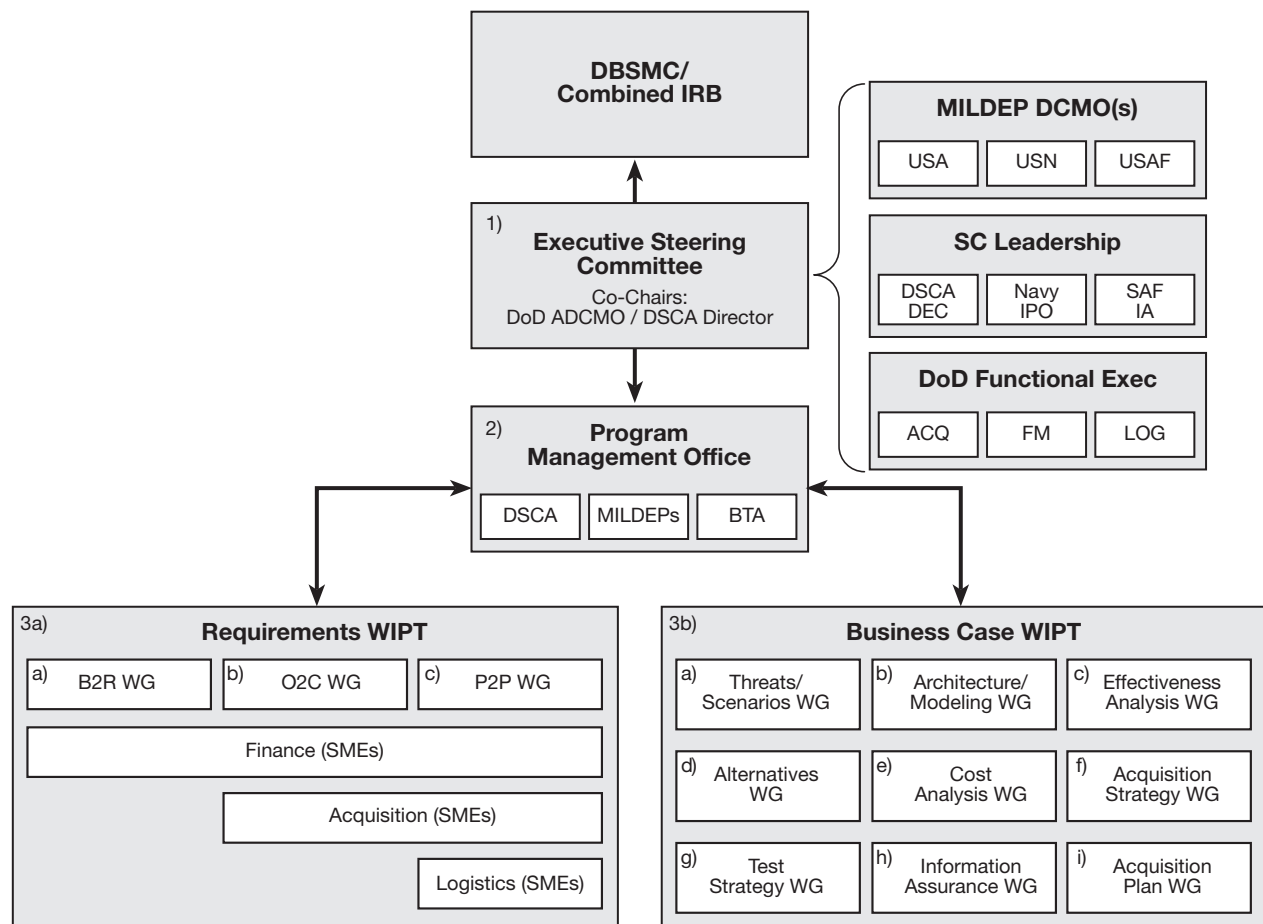 DBSMC/
Combined IRB
MILDEP DCMO(s)
USA
USN
USAF
1)
Executive Steering
Committee
Co-Chairs:
DoD ADCMO / DSCA Director
SC Leadership
DSCA
DEC
Navy
IPO
SAF
IA
DoD Functional Exec
ACQ
FM
LOG
2)
Program
Management Office
DSCA
MILDEPs
BTA
3a)
Requirements WIPT
a)
B2R WG
b)
O2C WG
c)
P2P WG
Finance (SMEs)
Acquisition (SMEs)
Logistics (SMEs)
3b)
Business Case WIPT
a)
Threats/
Scenarios WG
b)
Architecture/
Modeling WG
c)
Effectiveness
Analysis WG
d)
Alternatives
WG
e)
Cost
Analysis WG
f)
Acquisition
Strategy WG
g)
Test
Strategy WG
h)
Information
Assurance WG
i)
Acquisition
Plan WG